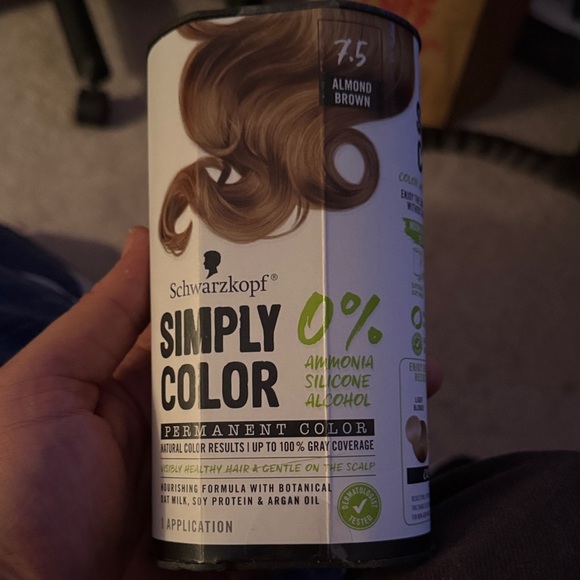 7.5
ALMOND
BROWN
Schwarzkopf®
SIMPLY
COLOR
0%
AMMONIA
SILICONE
ALCOHOL
PERMANENT COLOR
NATURAL COLOR RESULTS | UP TO 100% GRAY COVERAGE
VISIBLY HEALTHY HAIR & GENTLE ON THE SCALP
NOURISHING FORMULA WITH BOTANICAL
OAT MILK, SOY PROTEIN & ARGAN OIL
DERMATOLOGIST
TESTED
1 APPLICATION
LIGHT